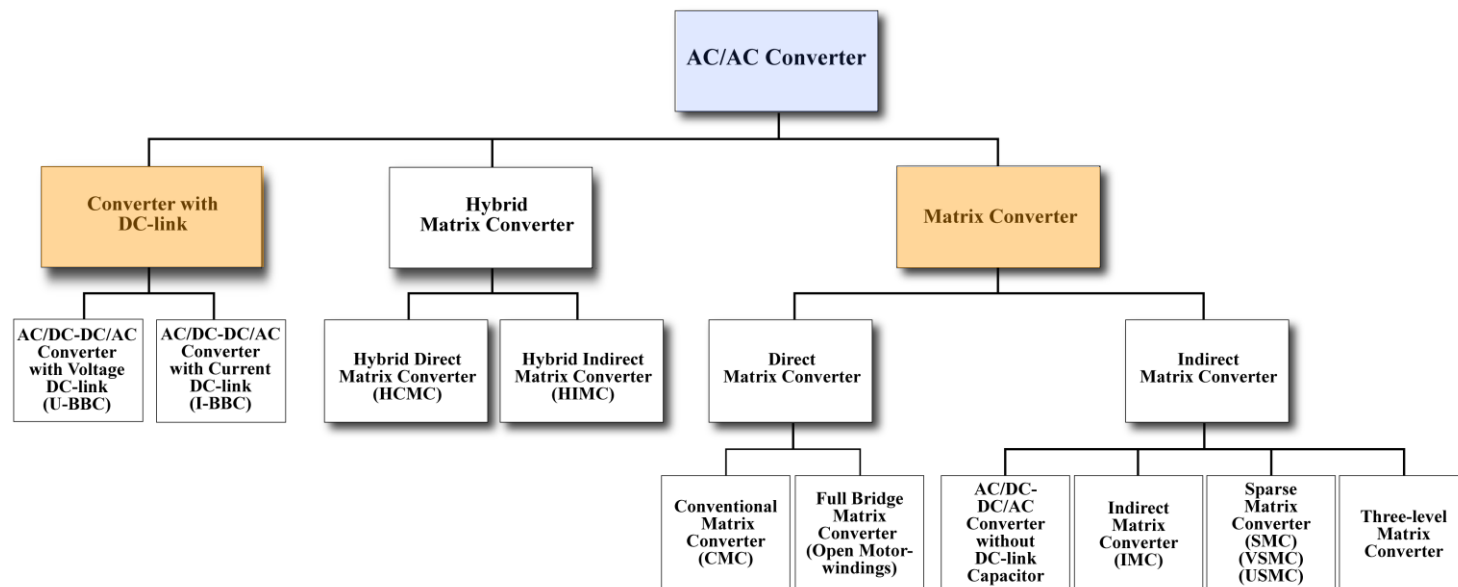 AC/AC Converter
Converter with
DC-link
Hybrid
Matrix Converter
Matrix Converter
AC/DC-DC/AC
Converter
with Voltage
DC-link
(U-BBC)
AC/DC-DC/AC
Converter
with Current
DC-link
(I-BBC)
Hybrid Direct
Matrix Converter
(HCMC)
Hybrid Indirect
Matrix Converter
(HIMC)
Direct
Matrix Converter
Indirect
Matrix Converter
Conventional
Matrix
Converter
(CMC)
Full Bridge
Matrix
Converter
(Open Motor-
windings)
AC/DC-
DC/AC
Converter
without
DC-link
Capacitor
Indirect
Matrix
Converter
(IMC)
Sparse
Matrix
Converter
(SMC)
(VSMC)
(USMC)
Three-level
Matrix
Converter